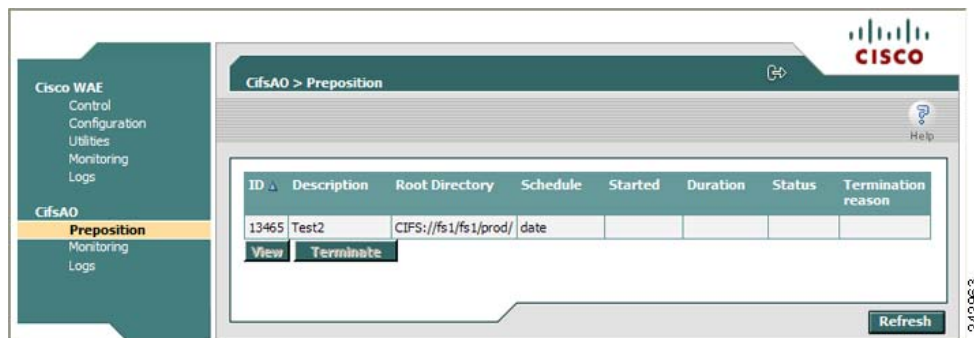 CISCO
Cisco WAE
Control
Configuration
Utilities
Monitoring
Logs
CifsAO
Preposition
Monitoring
Logs
CifsAO > Preposition
Help
ID Description Root Directory Schedule Started Duration Status Termination reason
13465 Test2 CIFS://fs1/fs1/prod/ date
View Terminate
Refresh
243963